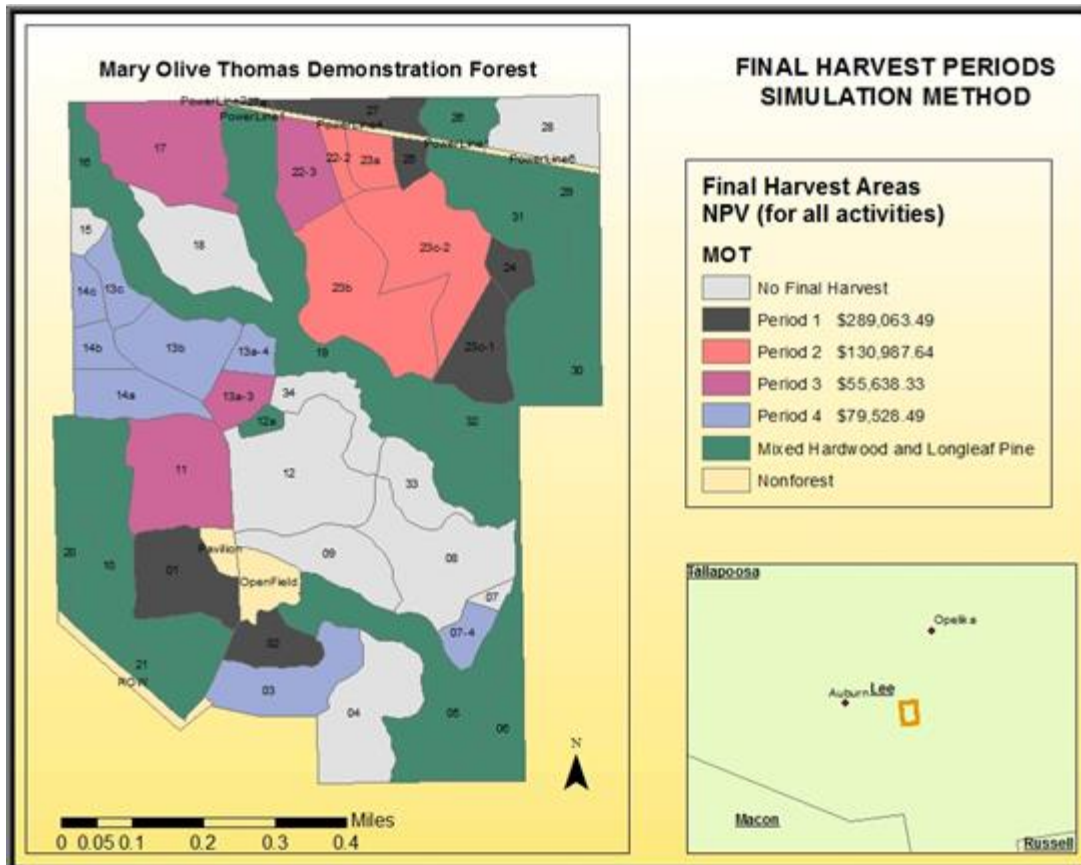 Mary Olive Thomas Demonstration Forest
FINAL HARVEST PERIODS
SIMULATION METHOD
27
26
28
PowerLine1
PowerLine4
PowerLine6
17
16
22-3
22-2
23a
25
29
31
15
18
23c-2
24
14c
13c
23b
14b
13b
13a-4
19
23c-1
30
14a
13a-3
34
12a
32
11
12
33
20
10
01
Pavilion
09
08
OpenField
07
02
07-4
21
ROW
03
04
05
06
N
Miles
0 0.05 0.1 0.2 0.3 0.4
Final Harvest Areas
NPV (for all activities)
MOT
No Final Harvest
Period 1 $289,063.49
Period 2 $130,987.64
Period 3 $55,638.33
Period 4 $79,528.49
Mixed Hardwood and Longleaf Pine
Nonforest
Tallapoosa
Opelika
Auburn
Lee
Macon
Russell